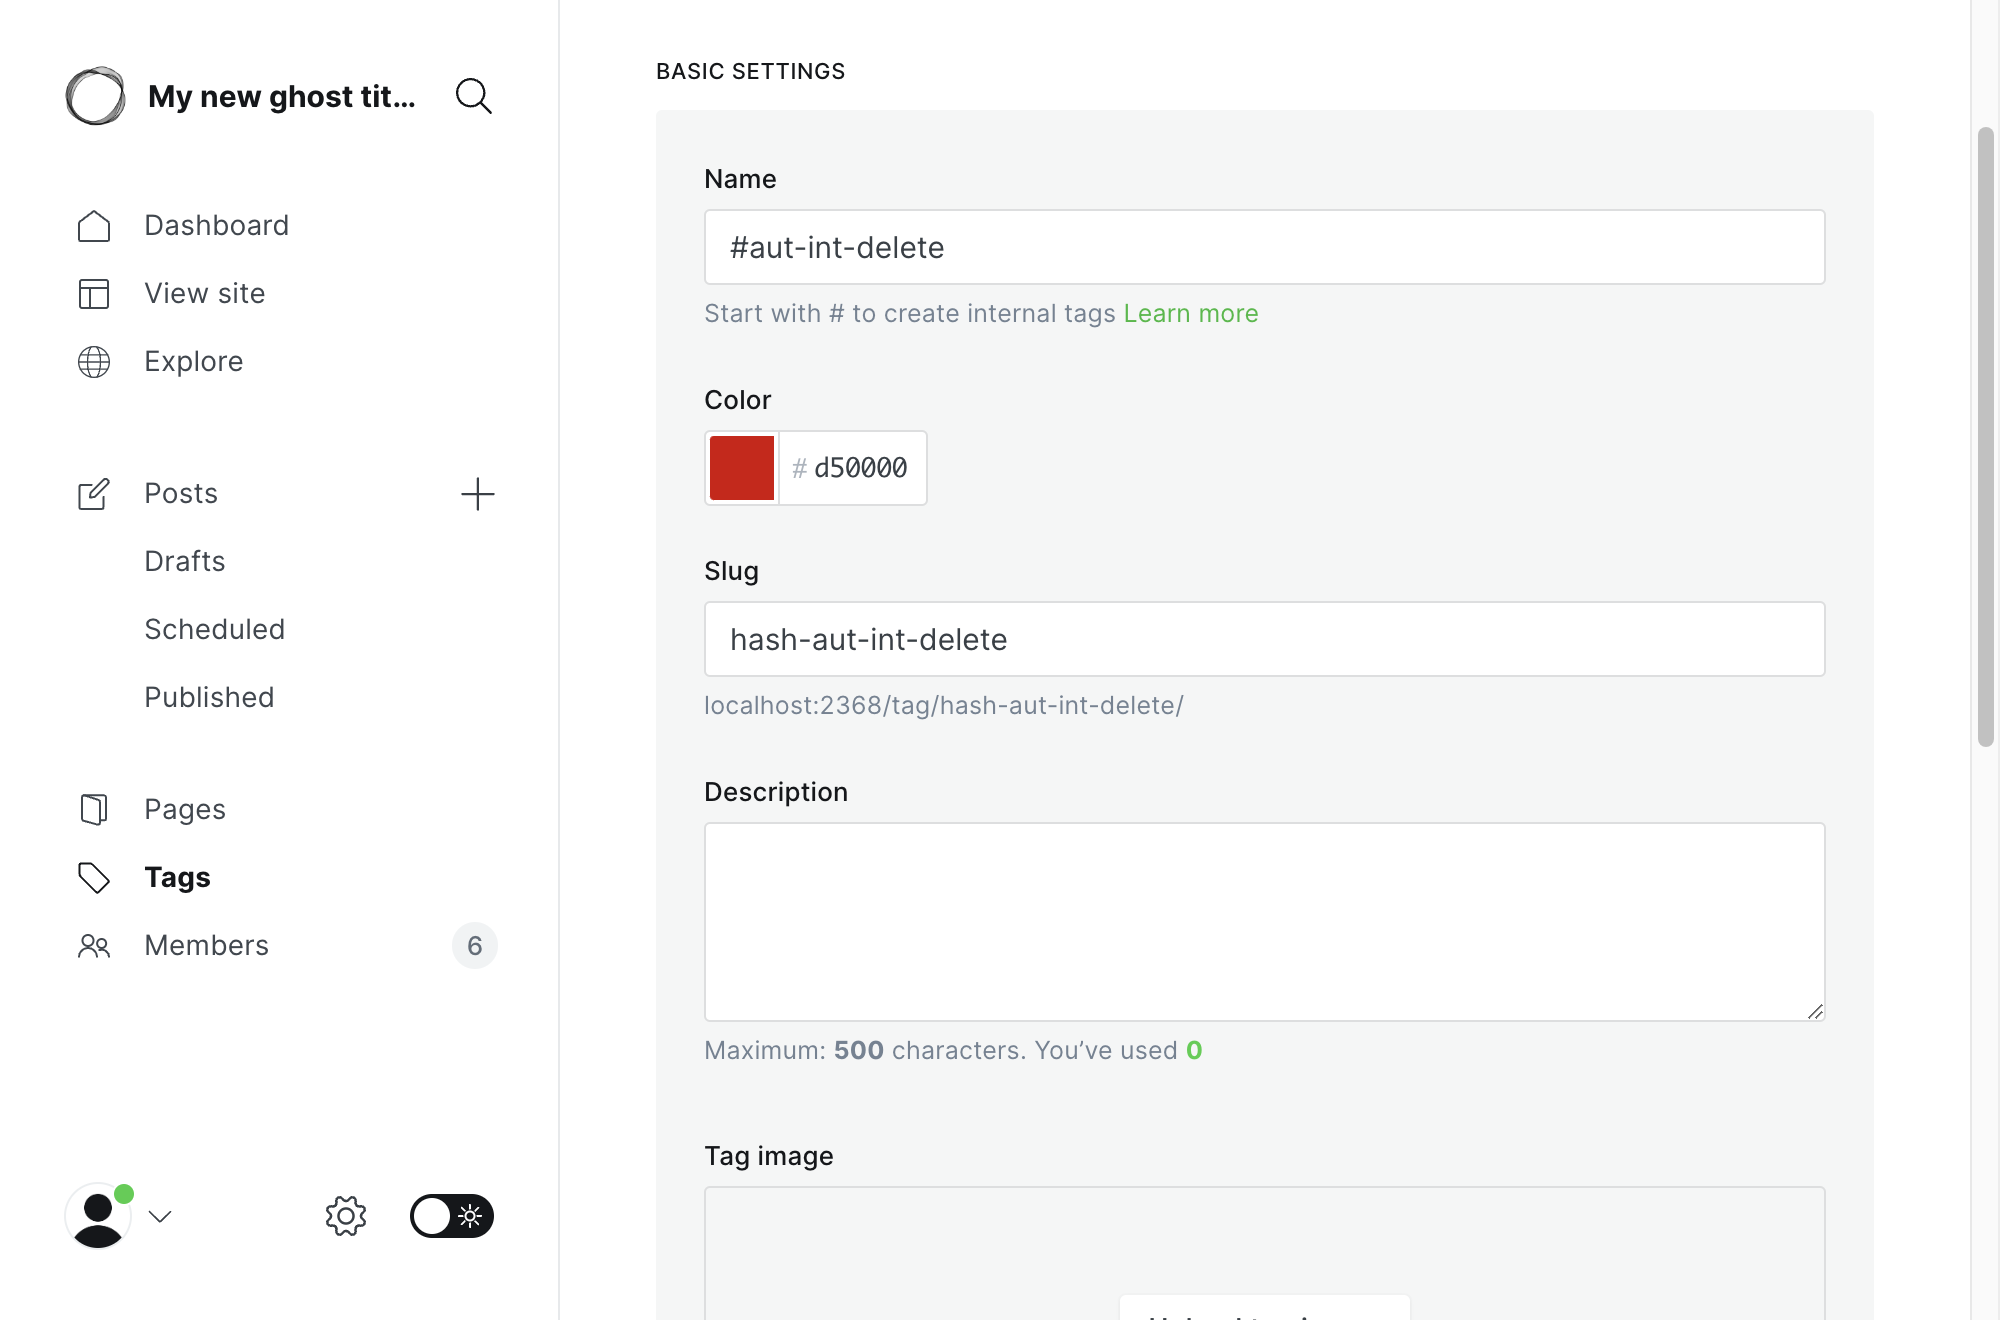 My new ghost tit...
Dashboard
View site
Explore
Posts
Drafts
Scheduled
Published
Pages
Tags
Members
6
BASIC SETTINGS
Name
#aut-int-delete
Start with # to create internal tags Learn more
Color
# d50000
Slug
hash-aut-int-delete
localhost:2368/tag/hash-aut-int-delete/
Description
Maximum: 500 characters. You’ve used 0
Tag image